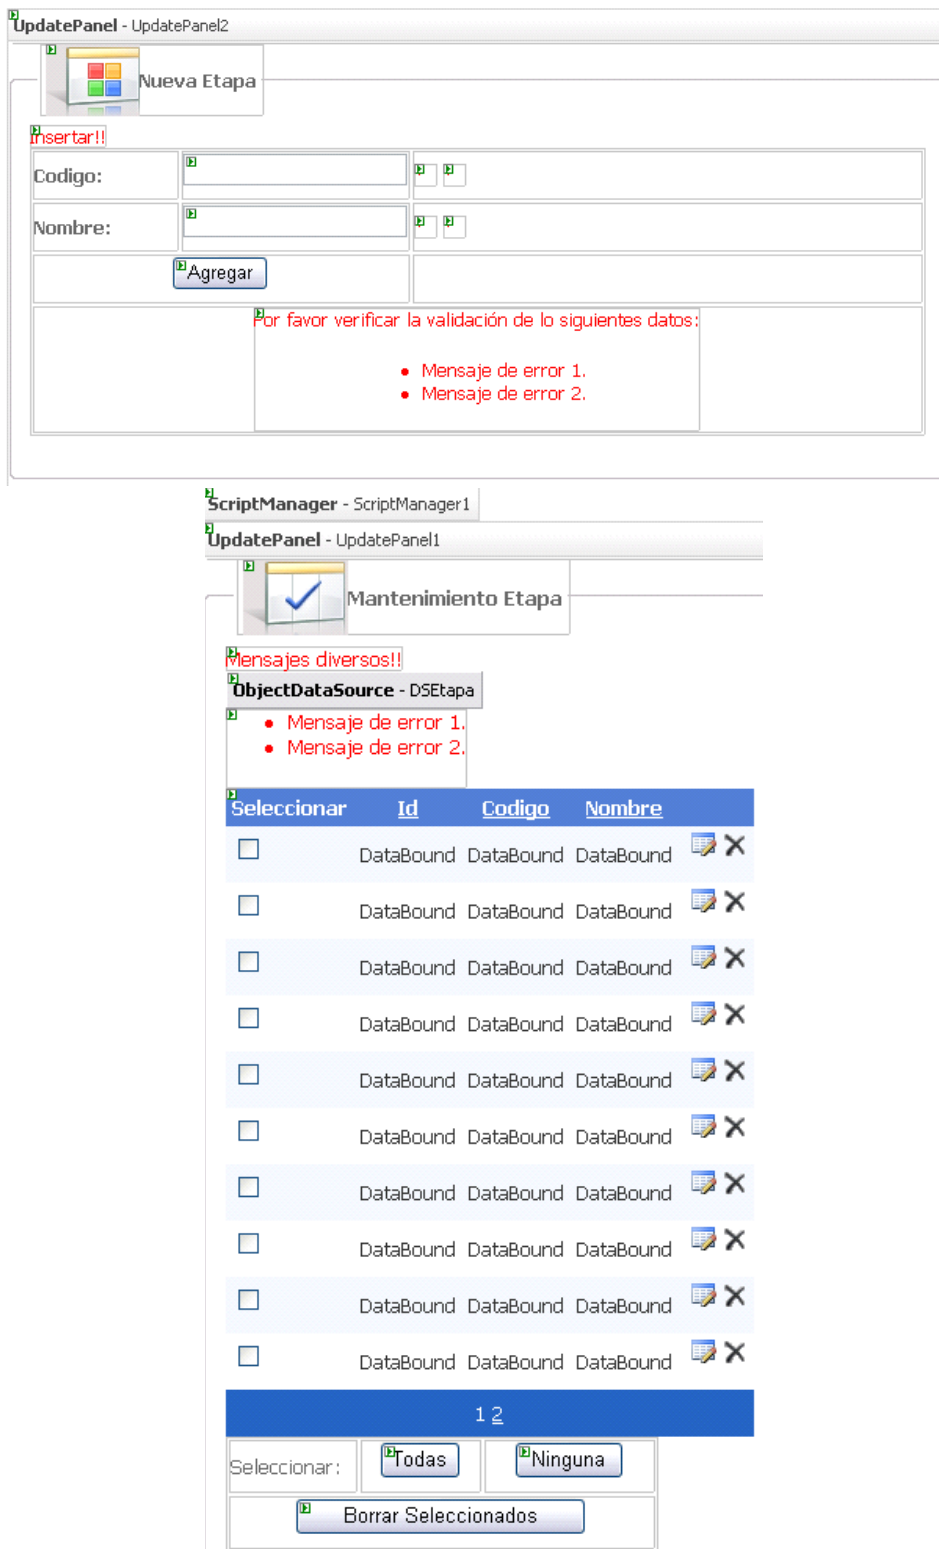 UpdatePanel - UpdatePanel2
Nueva Etapa
Insertar!!
Codigo:
Nombre:
Agregar
Por favor verificar la validación de lo siguientes datos:
• Mensaje de error 1.
• Mensaje de error 2.
ScriptManager - ScriptManager1
UpdatePanel - UpdatePanel1
Mantenimiento Etapa
Mensajes diversos!!
ObjectDataSource - DSEtapa
• Mensaje de error 1.
• Mensaje de error 2.
Seleccionar Id Codigo Nombre
DataBound DataBound DataBound
DataBound DataBound DataBound
DataBound DataBound DataBound
DataBound DataBound DataBound
DataBound DataBound DataBound
DataBound DataBound DataBound
DataBound DataBound DataBound
DataBound DataBound DataBound
DataBound DataBound DataBound
DataBound DataBound DataBound
1 2
Seleccionar: Todas Ninguna
Borrar Seleccionados